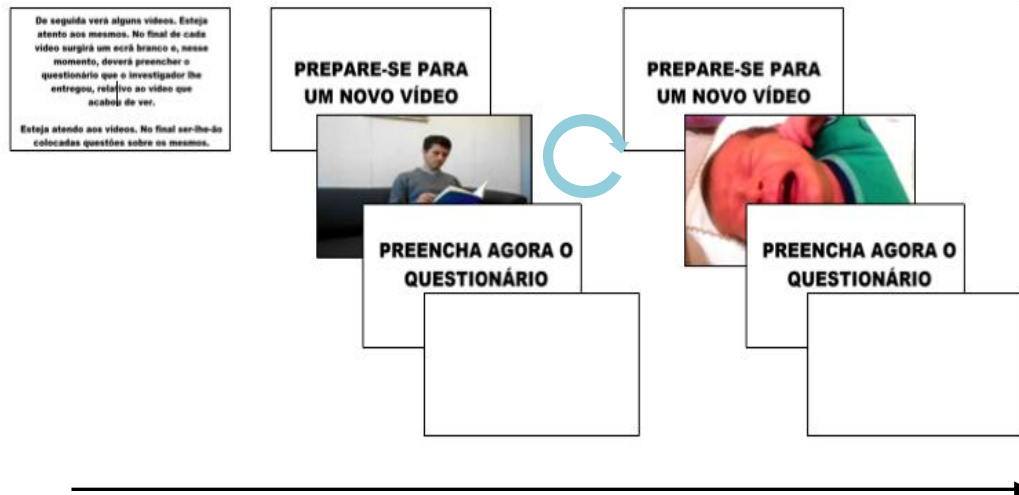 De seguida verá alguns vídeos. Esteja
atento aos mesmos. No final de cada
vídeo surgirá um ecrã branco e, nesse
momento, deverá preencher o
questionário que o investigador lhe
entregou, relativo ao vídeo que
acabou de ver.
Esteja atendo aos vídeos. No final ser-lhe-ão
colocadas questões sobre os mesmos.
PREPARE-SE PARA
UM NOVO VÍDEO
PREENCHA AGORA O
QUESTIONÁRIO
PREPARE-SE PARA
UM NOVO VÍDEO
PREENCHA AGORA O
QUESTIONÁRIO